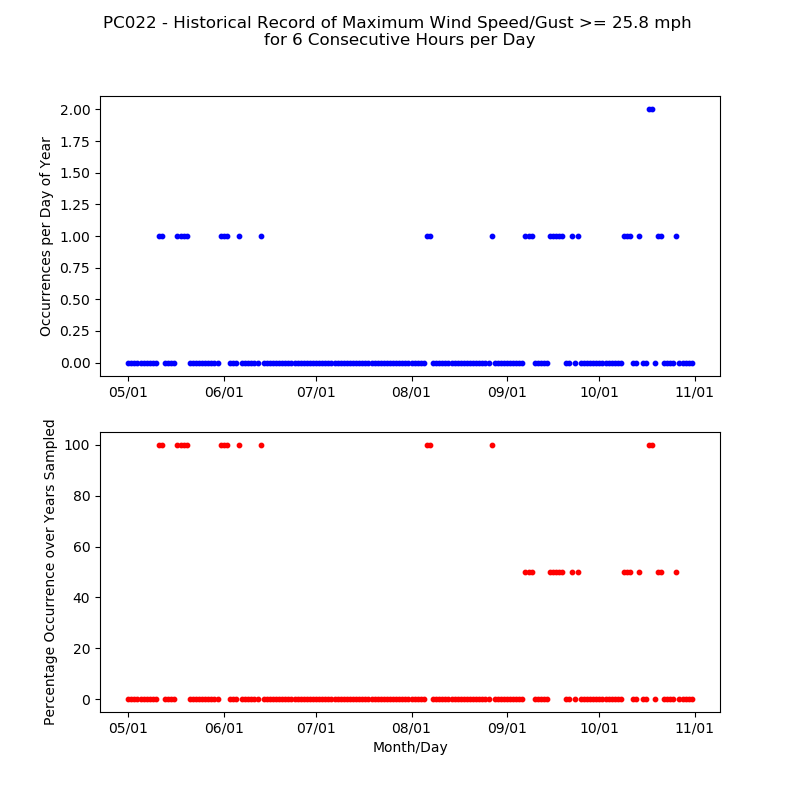 PC022 - Historical Record of Maximum Wind Speed/Gust >= 25.8 mph
for 6 Consecutive Hours per Day
Occurrences per Day of Year
2.00
1.75
1.50
1.25
1.00
0.75
0.50
0.25
0.00
05/01 06/01 07/01 08/01 09/01 10/01 11/01
Percentage Occurrence over Years Sampled
100
80
60
40
20
0
05/01 06/01 07/01 08/01 09/01 10/01 11/01
Month/Day